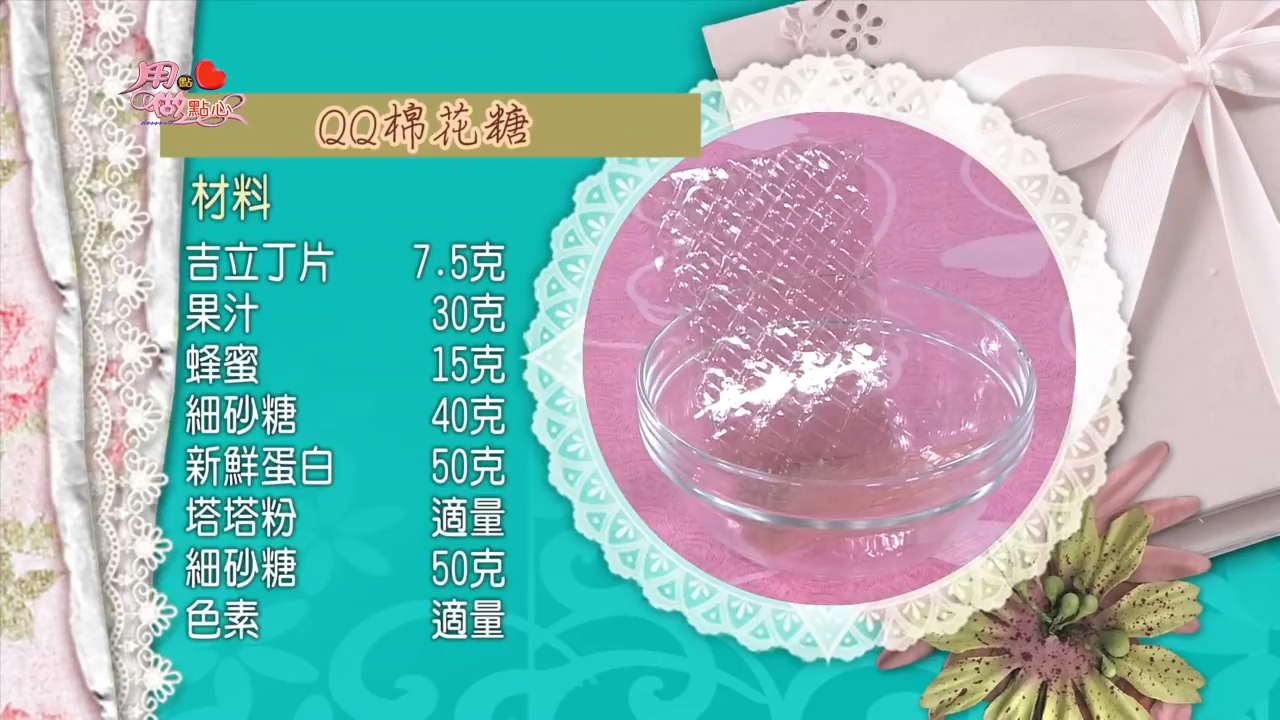 用點
做點心
dessert
QQ棉花糖
材料
吉立丁片 7.5克
果汁 30克
蜂蜜 15克
細砂糖 40克
新鮮蛋白 50克
塔塔粉 適量
細砂糖 50克
色素 適量